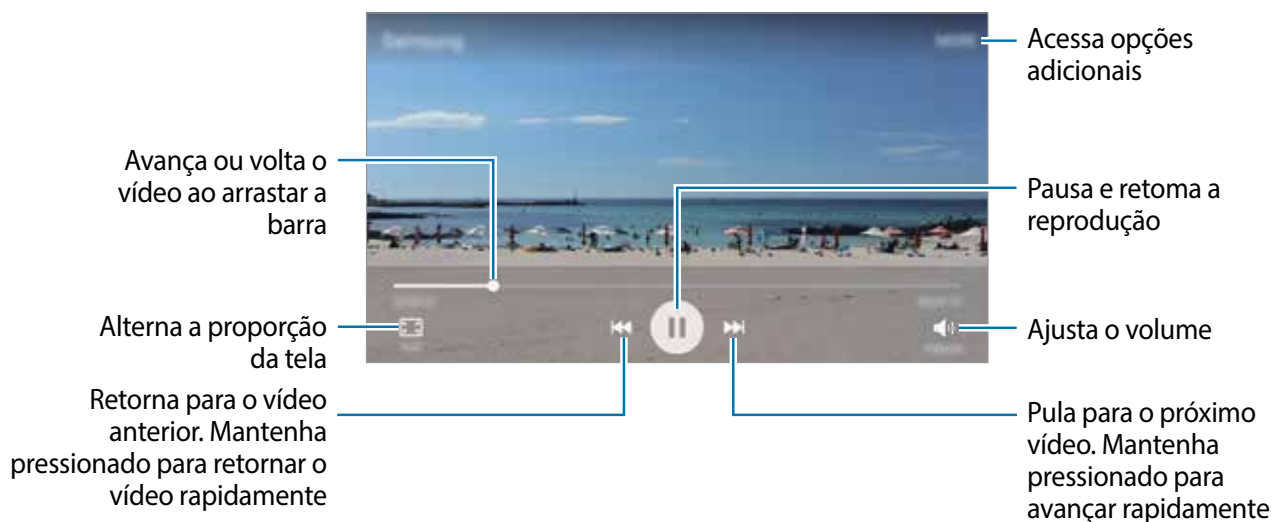 Acessa opções
adicionais
Avança ou volta o
vídeo ao arrastar a
barra
Pausa e retoma a
reprodução
Alterna a proporção
da tela
Ajusta o volume
Retorna para o vídeo
anterior. Mantenha
pressionado para retornar o
vídeo rapidamente
Pula para o próximo
vídeo. Mantenha
pressionado para
avançar rapidamente